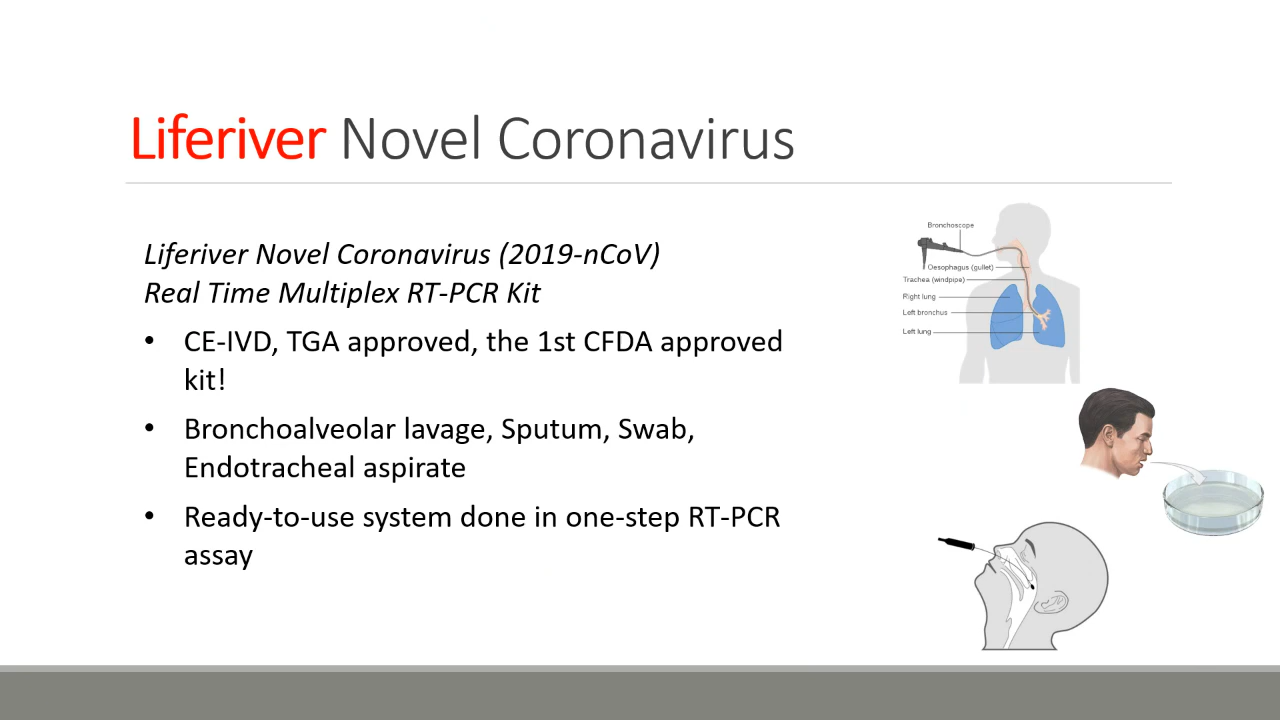 Liferiver Novel Coronavirus
Liferiver Novel Coronavirus (2019-nCoV)
Real Time Multiplex RT-PCR Kit
• CE-IVD, TGA approved, the 1st CFDA approved
kit!
• Bronchoalveolar lavage, Sputum, Swab,
Endotracheal aspirate
• Ready-to-use system done in one-step RT-PCR
assay
Bronchoscope
Oesophagus (gullet)
Trachea (windpipe)
Right lung
Left bronchus
Left lung